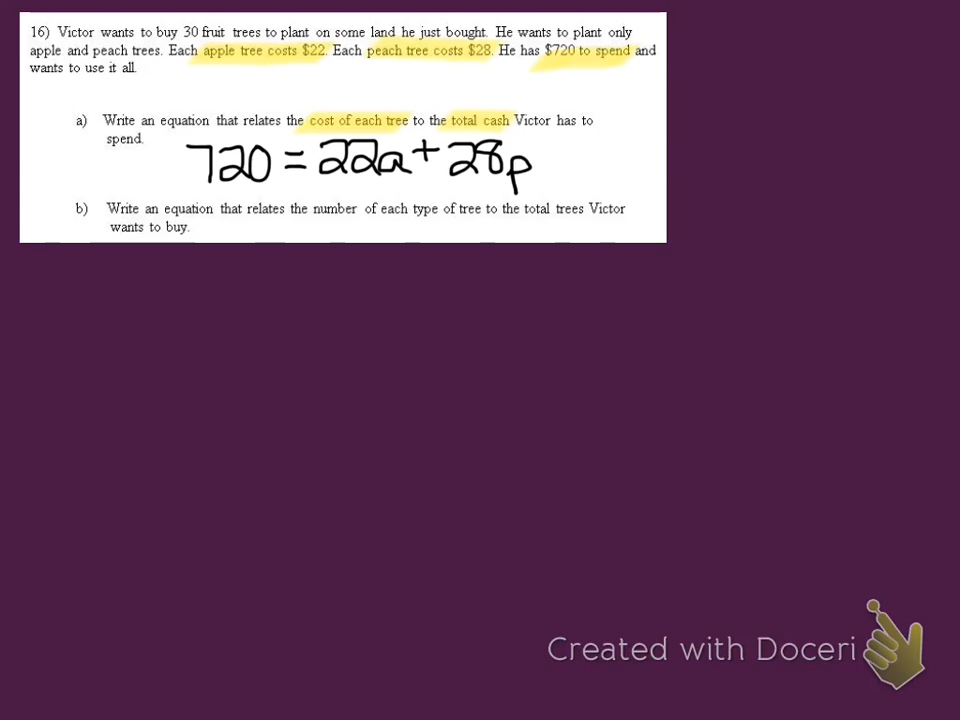 16) Victor wants to buy 30 fruit trees to plant on some land he just bought. He wants to plant only
apple and peach trees. Each apple tree costs $22. Each peach tree costs $28. He has $720 to spend and
wants to use it all.
a) Write an equation that relates the cost of each tree to the total cash Victor has to
spend.
720 = 22a + 28p
b) Write an equation that relates the number of each type of tree to the total trees Victor
wants to buy.
Created with Doceri